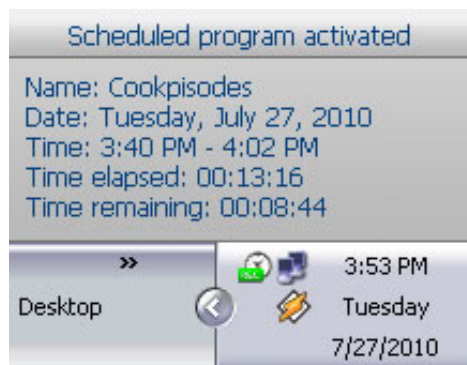 Scheduled program activated
Name: Cookpisodes
Date: Tuesday, July 27, 2010
Time: 3:40 PM - 4:02 PM
Time elapsed: 00:13:16
Time remaining: 00:08:44
»
3:53 PM
Desktop
Tuesday
7/27/2010